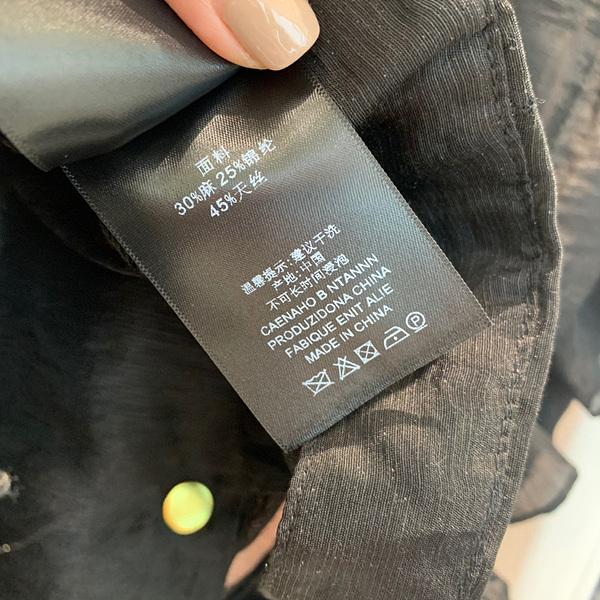 面料
30%麻 25%锦纶
45%天丝
温馨提示:建议干洗
产地:中国
不可长时间浸泡
CAENAHO B NTANNN
PRODUZIDONA CHINA
FABIQUE ENIT ALIE
MADE IN CHINA